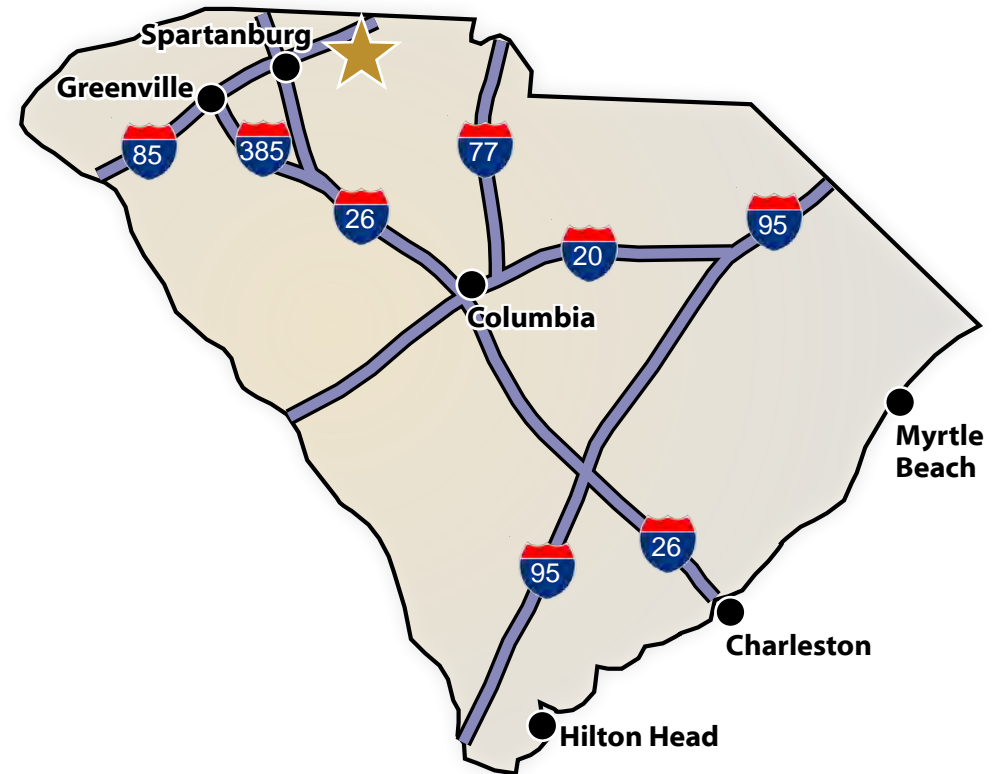 Spartanburg
Greenville
85
385
77
26
95
20
Columbia
Myrtle
Beach
26
95
Charleston
Hilton Head